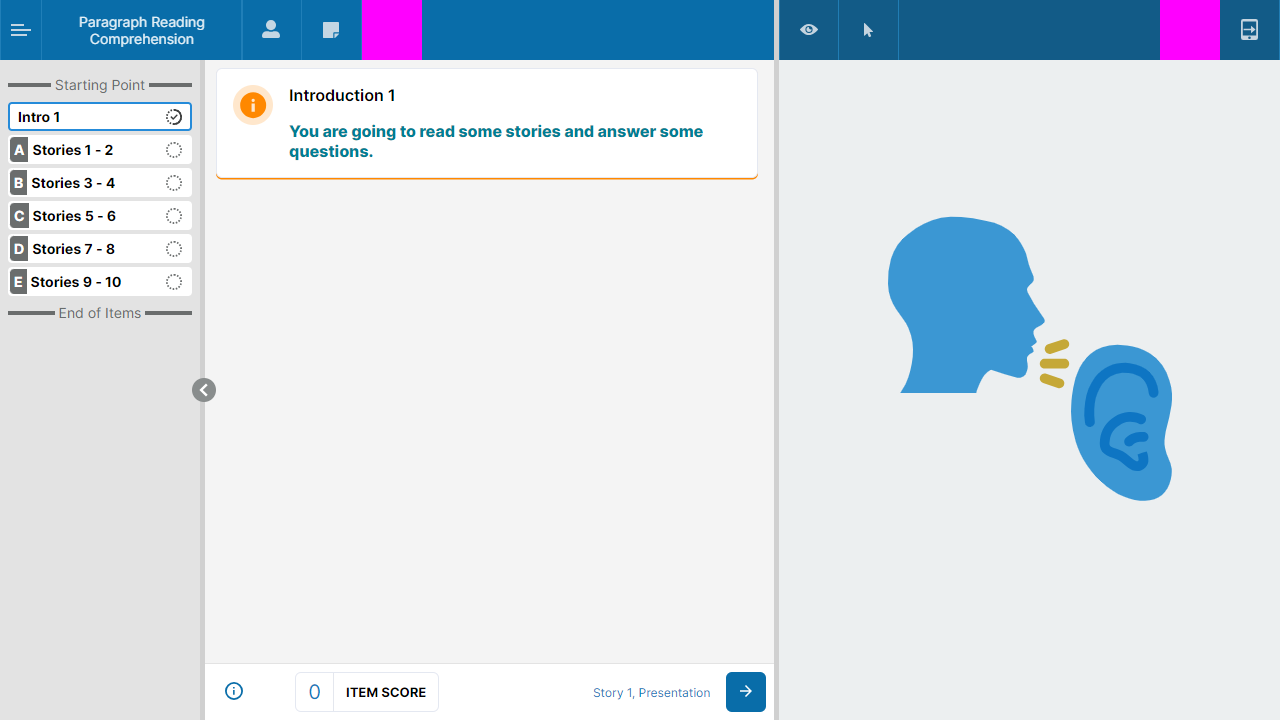 Paragraph Reading
Comprehension
Starting Point
Intro 1
A Stories 1 - 2
B Stories 3 - 4
C Stories 5 - 6
D Stories 7 - 8
E Stories 9 - 10
End of Items
Introduction 1
You are going to read some stories and answer some
questions.
0 ITEM SCORE
Story 1, Presentation